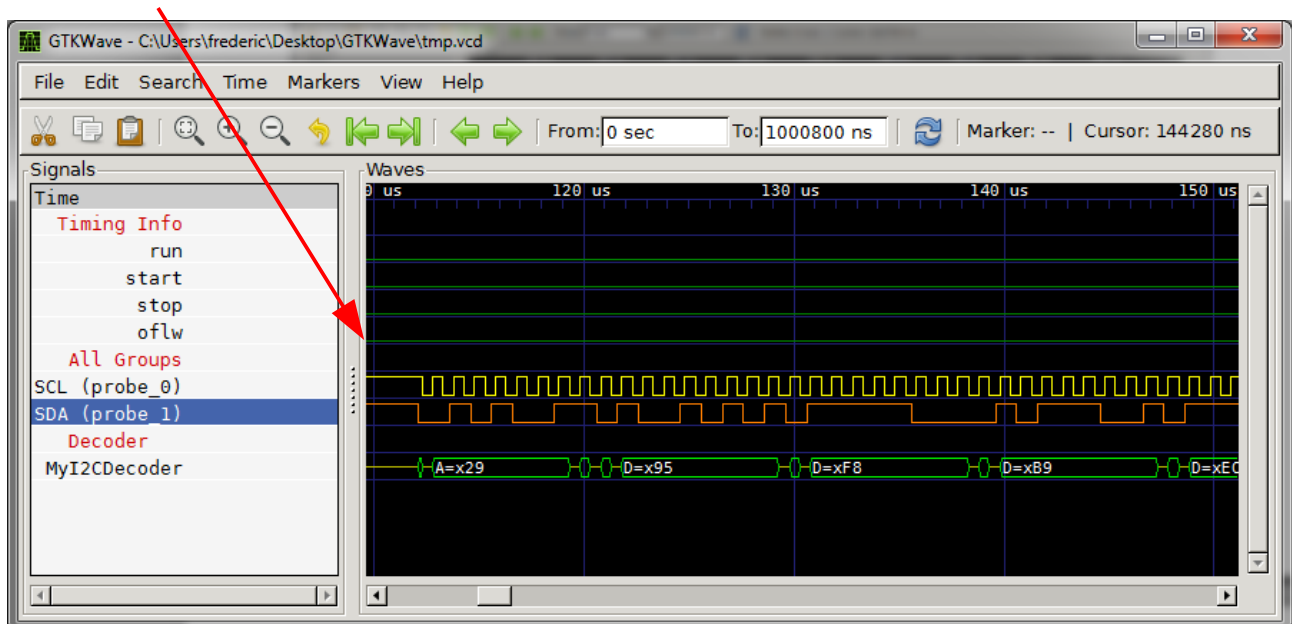 GTKWave - C:\Users\frederic\Desktop\GTKWave\tmp.vcd
File Edit Search Time Markers View Help
From: 0 sec To: 1000800 ns Marker: -- | Cursor: 144280 ns
Signals
Waves
Time
0 us 120 us 130 us 140 us 150 us
Timing Info
run
start
stop
oflw
All Groups
SCL (probe_0)
SDA (probe_1)
Decoder
MyI2CDecoder
A=x29 D=x95 D=xF8 D=xB9 D=xEC